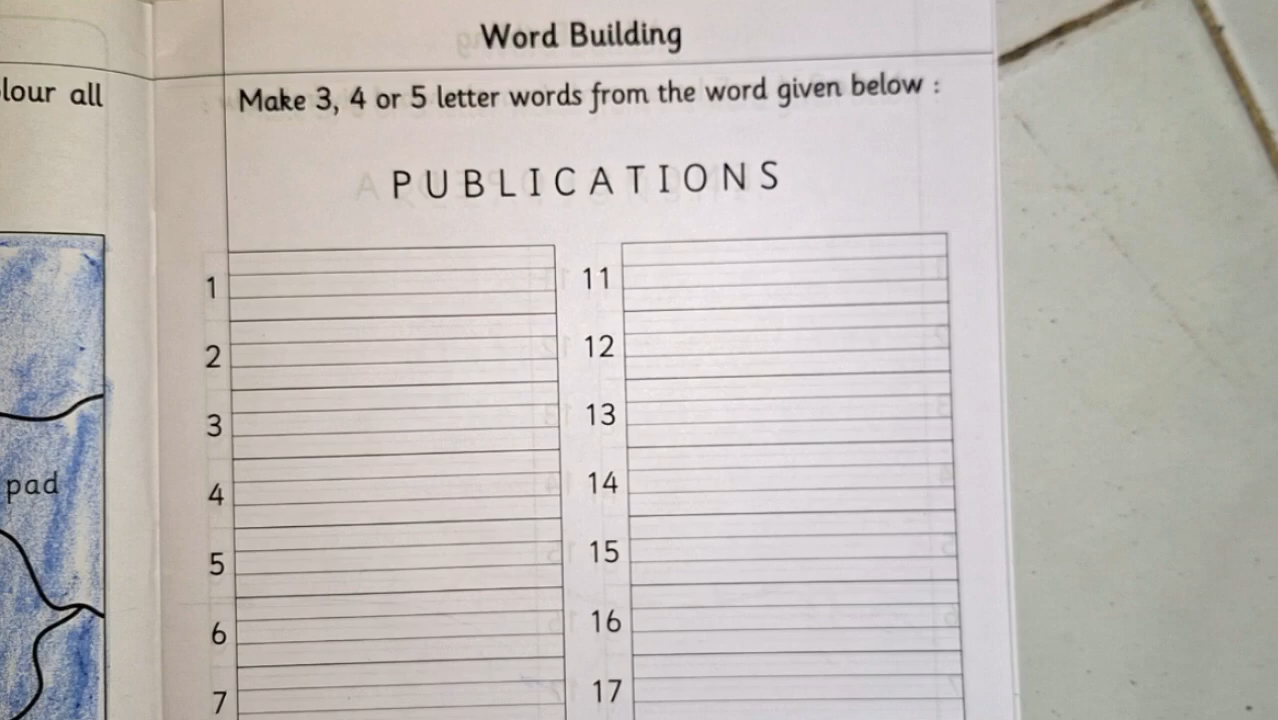 Word Building
lour all
Make 3, 4 or 5 letter words from the word given below :
PUBLICATIONS
1
11
2
12
3
13
4
14
pad
5
15
6
16
7
17